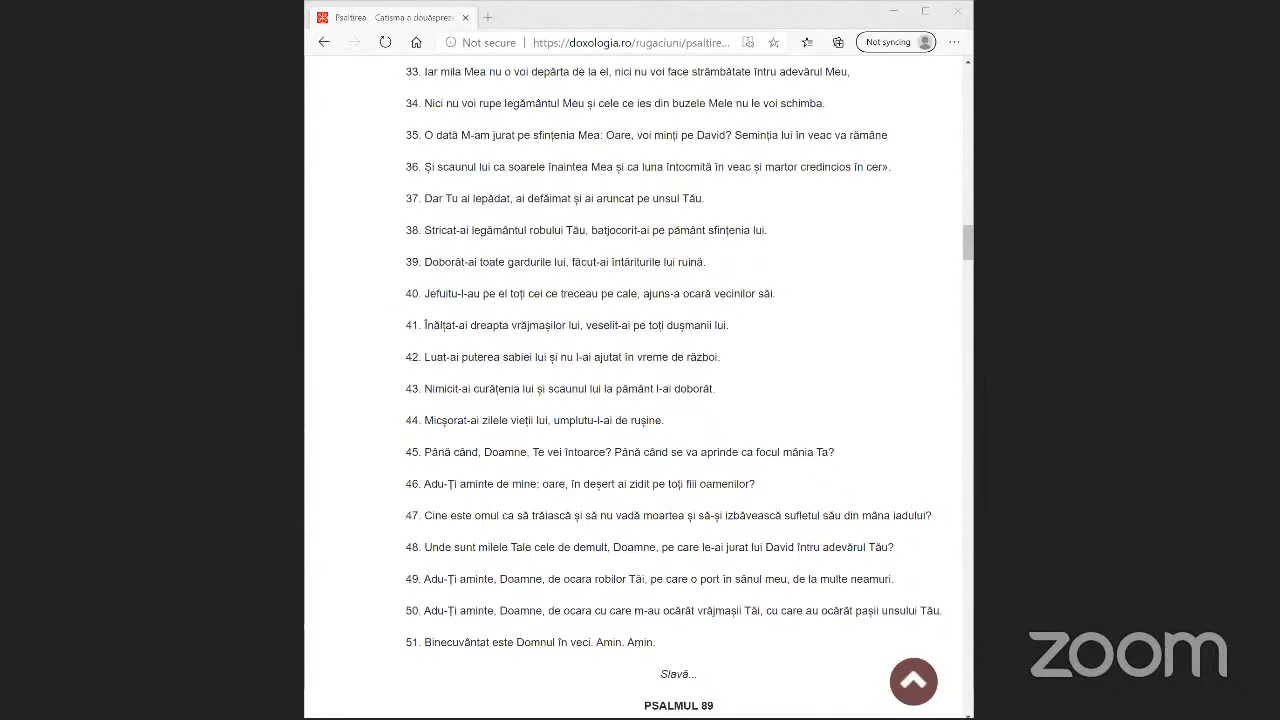 Psaltirea - Catisma a douăspreze
Not secure
https://doxologia.ro/rugaciuni/psaltire...
Not syncing
33. Iar mila Mea nu o voi depărta de la el, nici nu voi face strâmbătate întru adevărul Meu,
34. Nici nu voi rupe legământul Meu și cele ce ies din buzele Mele nu le voi schimba.
35. O dată M-am jurat pe sfințenia Mea: Oare, voi minți pe David? Seminția lui în veac va rămâne
36. Și scaunul lui ca soarele înaintea Mea și ca luna întocmită în veac și martor credincios în cer».
37. Dar Tu ai lepădat, ai defăimat și ai aruncat pe unsul Tău.
38. Stricat-ai legământul robului Tău, batjocorit-ai pe pământ sfințenia lui.
39. Doborât-ai toate gardurile lui, făcut-ai întăriturile lui ruină.
40. Jefuitu-l-au pe el toți cei ce treceau pe cale, ajuns-a ocară vecinilor săi.
41. Înălțat-ai dreapta vrăjmașilor lui, veselit-ai pe toți dușmanii lui.
42. Luat-ai puterea sabiei lui și nu l-ai ajutat în vreme de război.
43. Nimicit-ai curățenia lui și scaunul lui la pământ l-ai doborât.
44. Micșorat-ai zilele vieții lui, umplutu-l-ai de rușine.
45. Până când, Doamne, Te vei întoarce? Până când se va aprinde ca focul mânia Ta?
46. Adu-Ți aminte de mine; oare, în deșert ai zidit pe toți fiii oamenilor?
47. Cine este omul ca să trăiască și să nu vadă moartea și să-și izbăvească sufletul său din mâna iadului?
48. Unde sunt milele Tale cele de demult, Doamne, pe care le-ai jurat lui David întru adevărul Tău?
49. Adu-Ți aminte, Doamne, de ocara robilor Tăi, pe care o port în sânul meu, de la multe neamuri.
50. Adu-Ți aminte, Doamne, de ocara cu care m-au ocărât vrăjmașii Tăi, cu care au ocărât pașii unsului Tău.
51. Binecuvântat este Domnul în veci. Amin. Amin.
Slavă...
PSALMUL 89
zoom